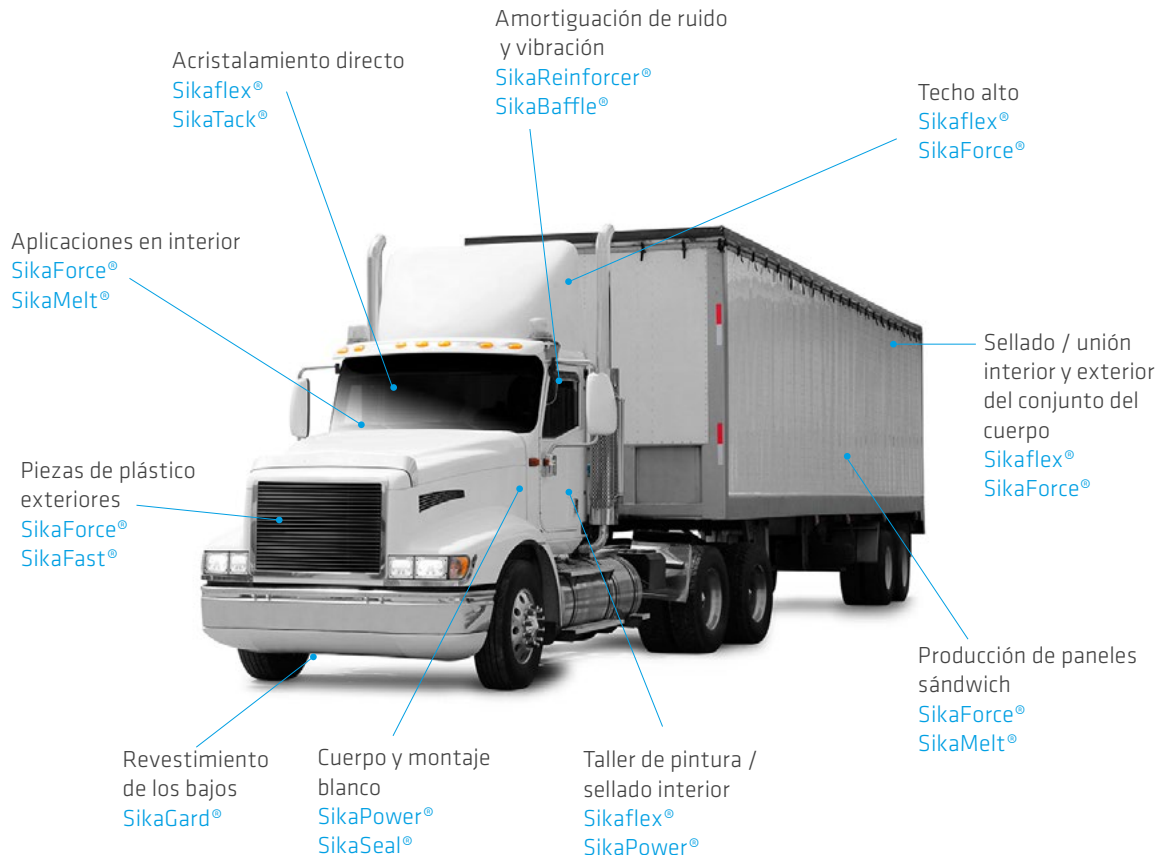 Amortiguación de ruido
y vibración
SikaReinforcer®
SikaBaffle®
Acristalamiento directo
Sikaflex®
SikaTack®
Techo alto
Sikaflex®
SikaForce®
Aplicaciones en interior
SikaForce®
SikaMelt®
Sellado / unión
interior y exterior
del conjunto del
cuerpo
Sikaflex®
SikaForce®
Piezas de plástico
exteriores
SikaForce®
SikaFast®
Producción de paneles
sándwich
SikaForce®
SikaMelt®
Revestimiento
de los bajos
SikaGard®
Cuerpo y montaje
blanco
SikaPower®
SikaSeal®
Taller de pintura /
sellado interior
Sikaflex®
SikaPower®